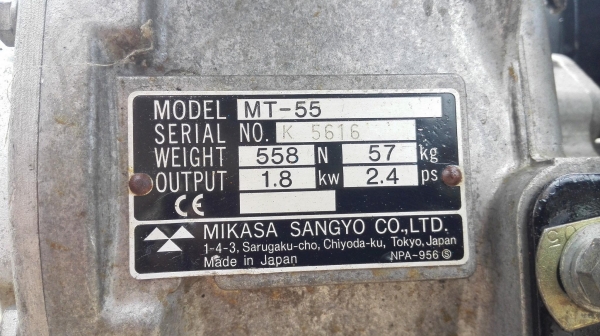 MODEL MT-55
SERIAL NO. K 5616
WEIGHT 558 N 57 kg
OUTPUT 1.8 kw 2.4 ps
CE
MIKASA SANGYO CO.,LTD.
1-4-3, Sarugaku-cho, Chiyoda-ku, Tokyo, Japan
Made in Japan NPA-956 Ⓢ